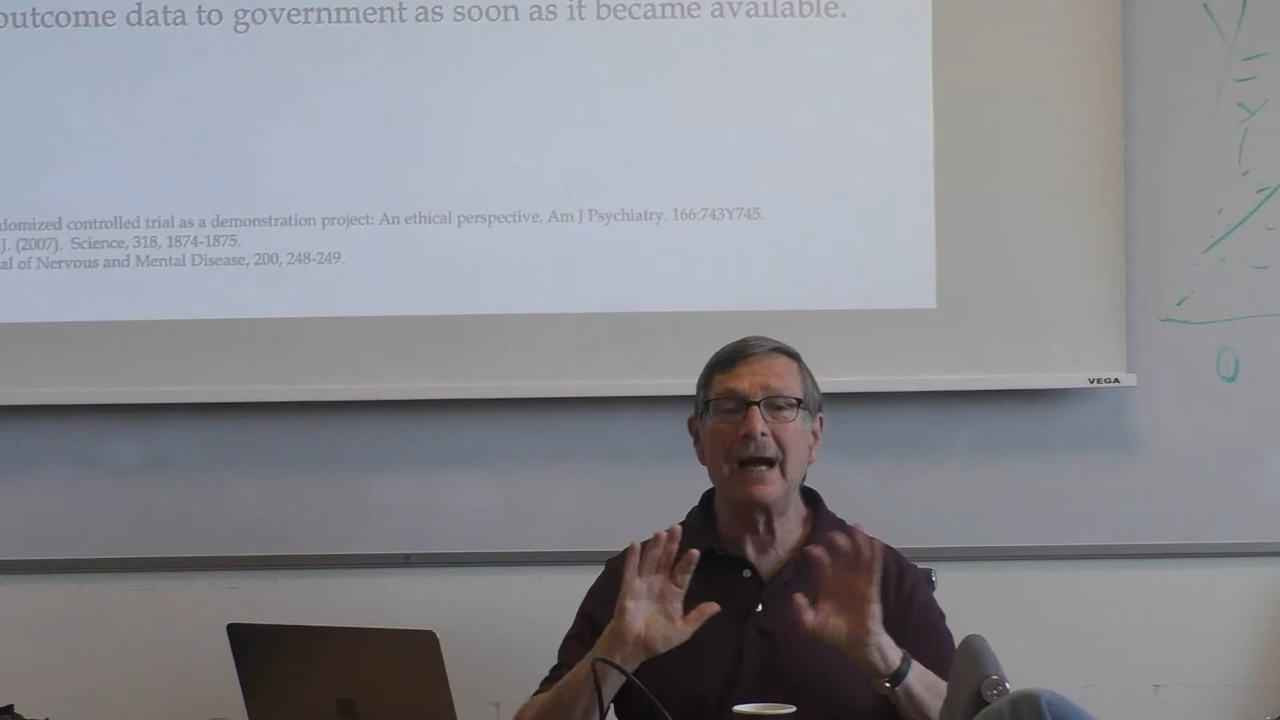 outcome data to government as soon as it became available.
domized controlled trial as a demonstration project: An ethical perspective. Am J Psychiatry. 166:743Y745.
J. (2007). Science, 318, 1874-1875.
al of Nervous and Mental Disease, 200, 248-249.
VEGA
0